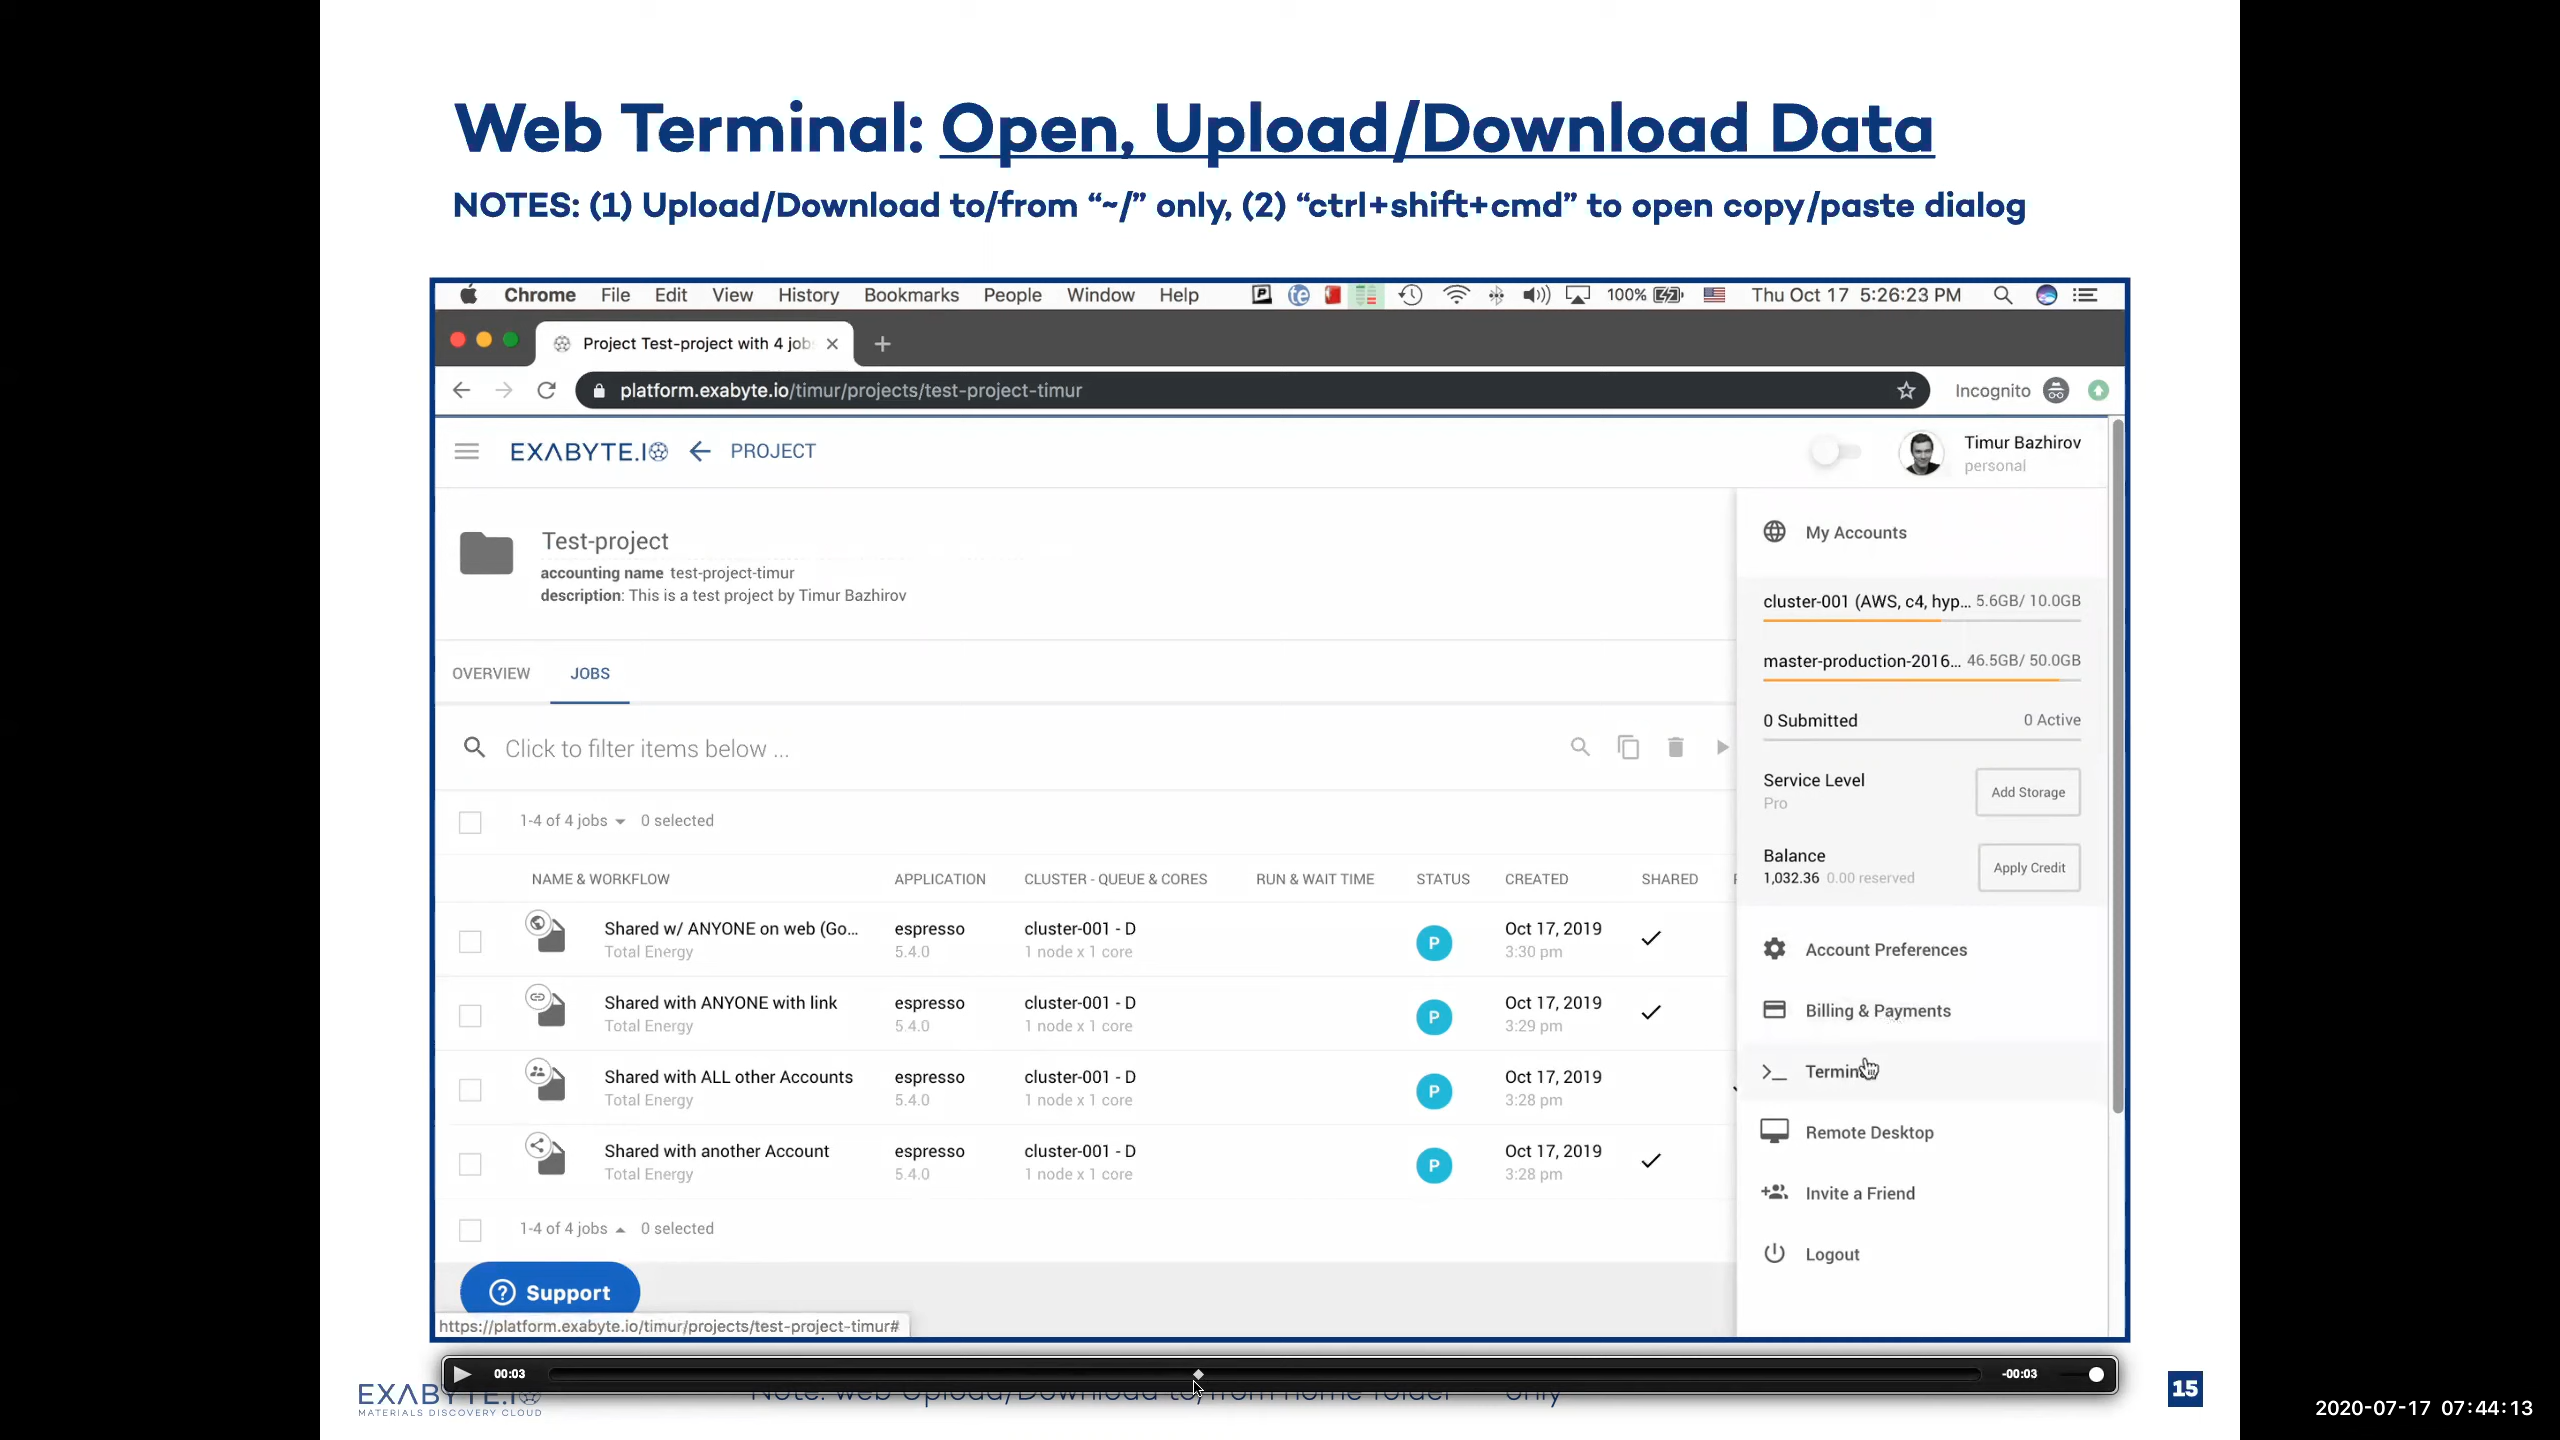 Web Terminal: Open, Upload/Download Data
NOTES: (1) Upload/Download to/from “~/” only, (2) “ctrl+shift+cmd” to open copy/paste dialog
Chrome File Edit View History Bookmarks People Window Help 100% Thu Oct 17 5:26:23 PM
Project Test-project with 4 job
platform.exabyte.io/timur/projects/test-project-timur Incognito
EXABYTE.IO PROJECT
Timur Bazhirov
personal
Test-project
accounting name test-project-timur
description: This is a test project by Timur Bazhirov
OVERVIEW JOBS
Click to filter items below ...
1-4 of 4 jobs 0 selected
NAME & WORKFLOW APPLICATION CLUSTER - QUEUE & CORES RUN & WAIT TIME STATUS CREATED SHARED
Shared w/ ANYONE on web (Go... espresso cluster-001 - D P Oct 17, 2019
Total Energy 5.4.0 1 node x 1 core 3:30 pm
Shared with ANYONE with link espresso cluster-001 - D P Oct 17, 2019
Total Energy 5.4.0 1 node x 1 core 3:29 pm
Shared with ALL other Accounts espresso cluster-001 - D P Oct 17, 2019
Total Energy 5.4.0 1 node x 1 core 3:28 pm
Shared with another Account espresso cluster-001 - D P Oct 17, 2019
Total Energy 5.4.0 1 node x 1 core 3:28 pm
1-4 of 4 jobs 0 selected
Support
https://platform.exabyte.io/timur/projects/test-project-timur#
My Accounts
cluster-001 (AWS, c4, hyp... 5.6GB/ 10.0GB
master-production-2016... 46.5GB/ 50.0GB
0 Submitted 0 Active
Service Level
Pro
Add Storage
Balance
1,032.36 0.00 reserved
Apply Credit
Account Preferences
Billing & Payments
Terminal
Remote Desktop
Invite a Friend
Logout
00:03 -00:03
EXABYTE.IO
MATERIALS DISCOVERY CLOUD
Note: web Upload/Download to/from home folder only
15
2020-07-17 07:44:13